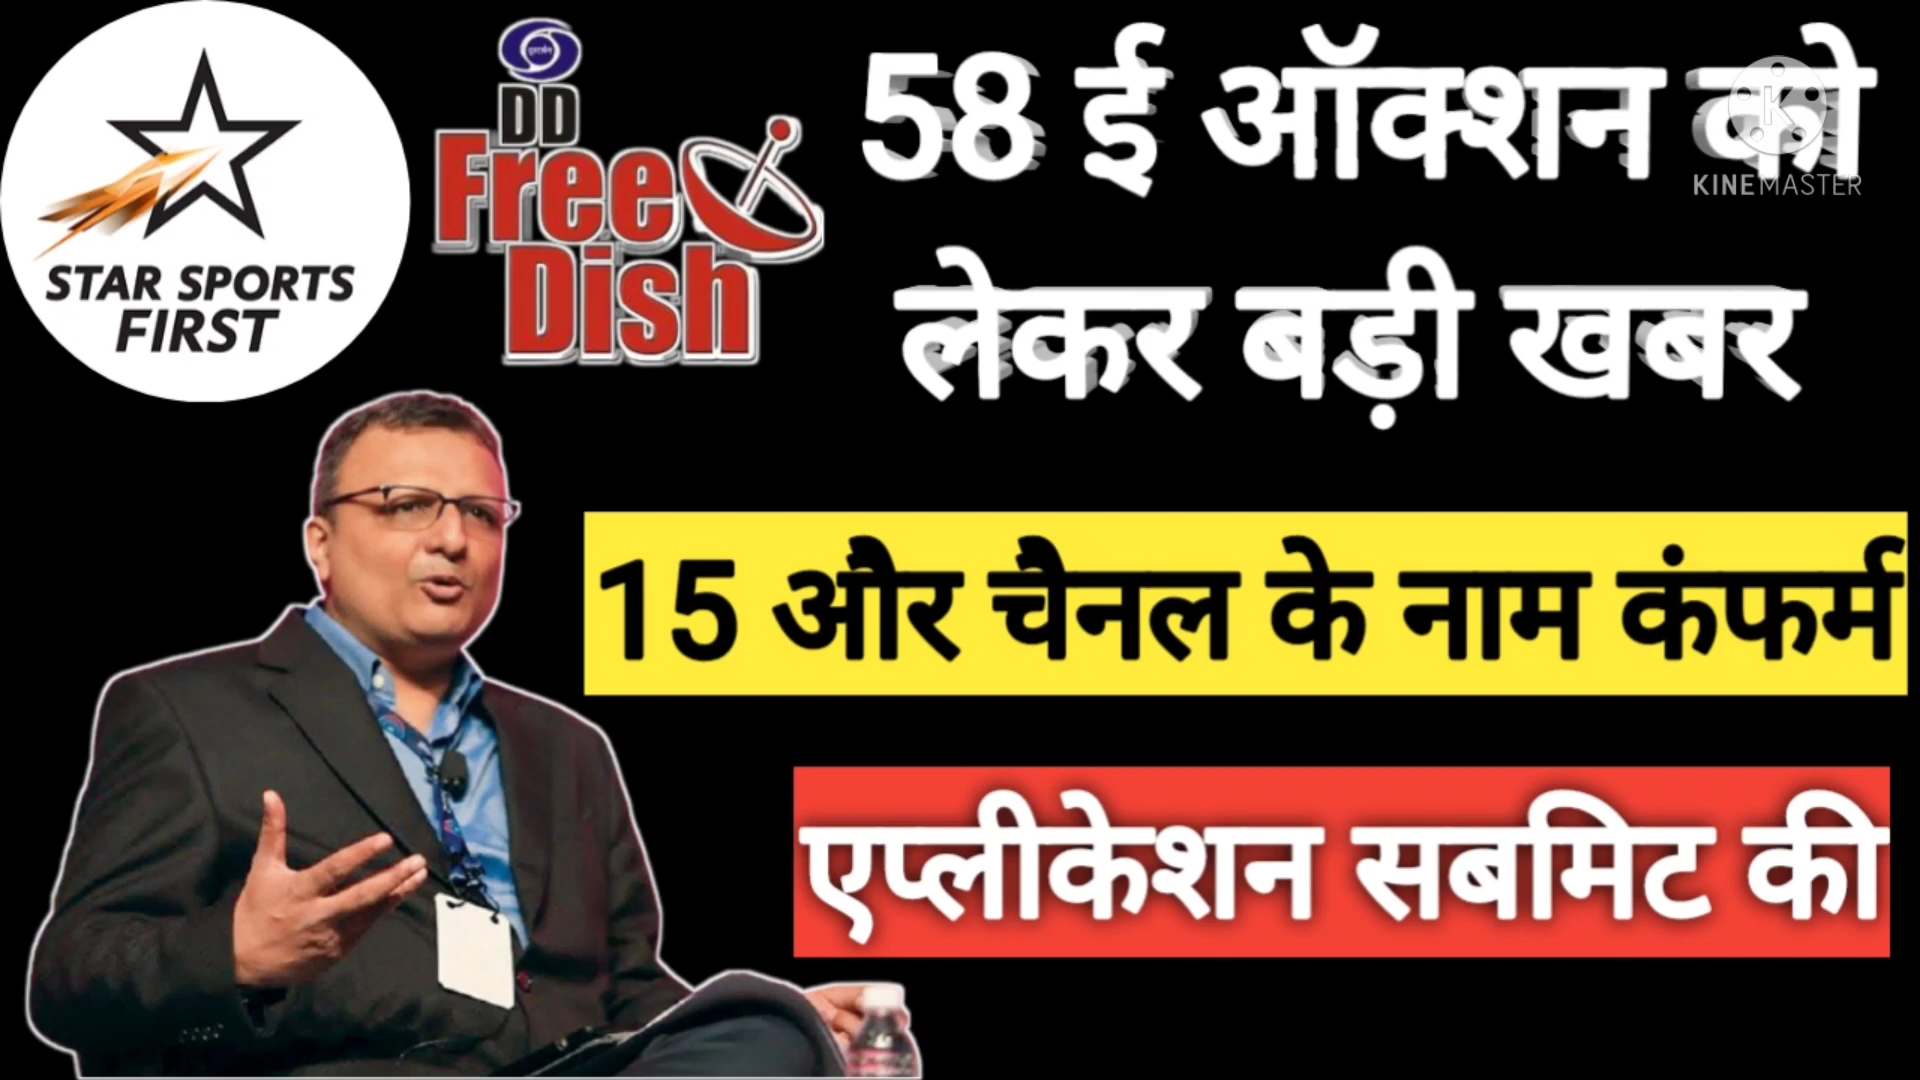 STAR SPORTS
FIRST
DD
Free
Dish
58 ई ऑक्शन को
KINEMASTER
लेकर बड़ी खबर
15 और चैनल के नाम कंफर्म
एप्लीकेशन सबमिट की